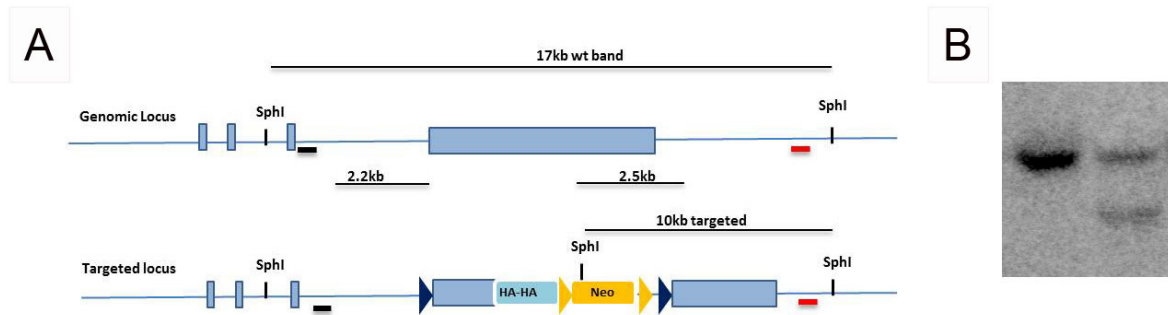 A
B
17kb wt band
Genomic Locus
SphI
SphI
2.2kb
2.5kb
10kb targeted
SphI
Targeted locus
SphI
SphI
HA-HA
Neo